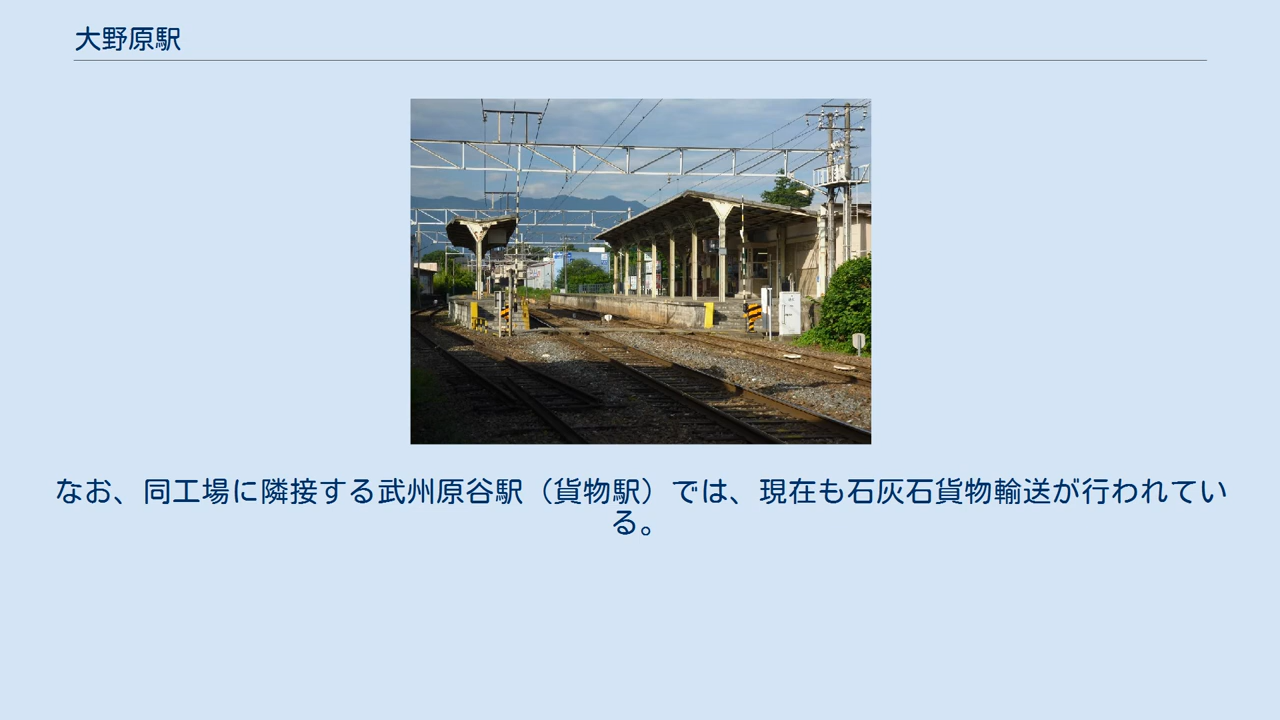 大野原駅
なお、同工場に隣接する武州原谷駅（貨物駅）では、現在も石灰石貨物輸送が行われてい
る。